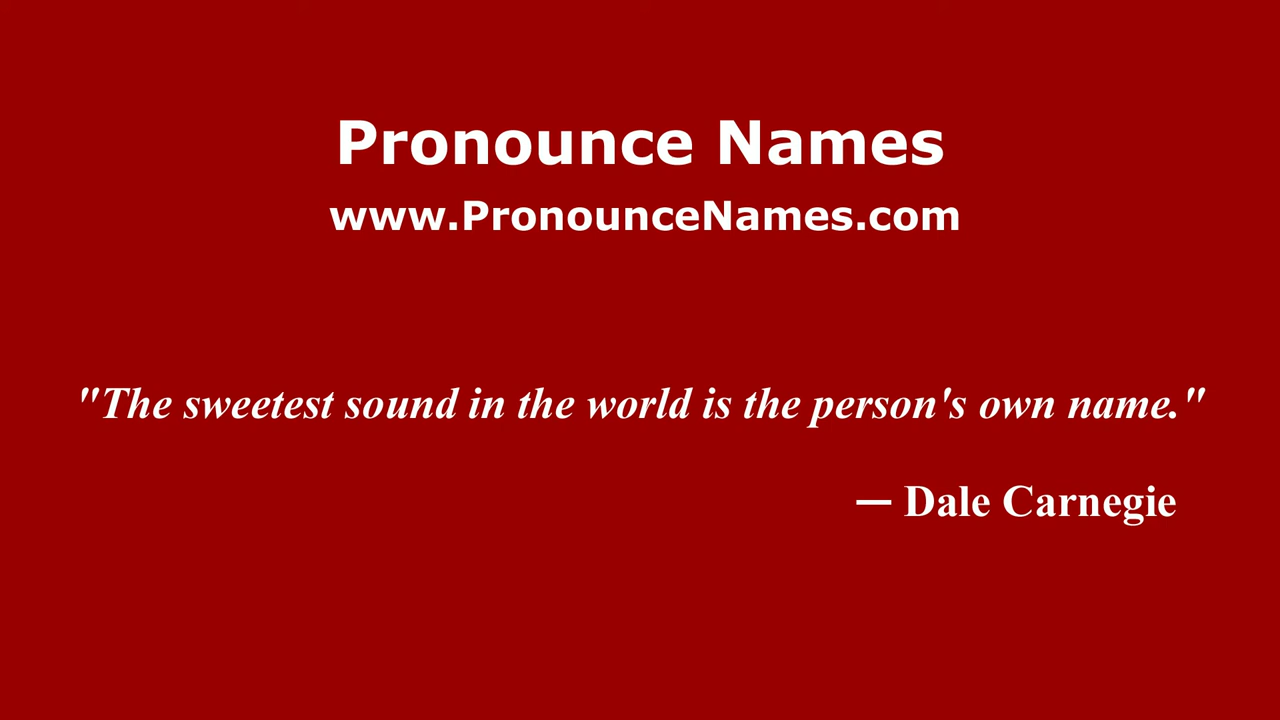 Pronounce Names
www.PronounceNames.com
"The sweetest sound in the world is the person's own name."
— Dale Carnegie